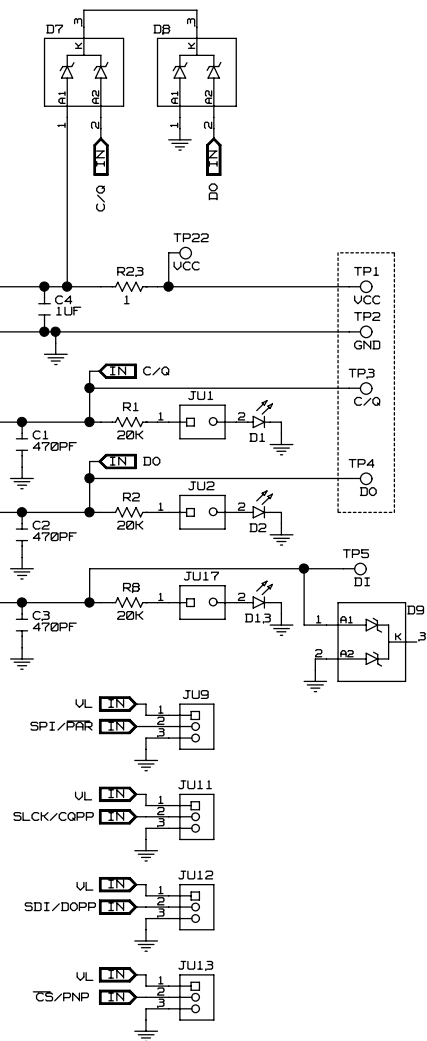 3 3
D7 D8
K K
A1 A2 A1 A2
1 2 1 2
IN IN
C/Q DO
TP22
VCC
R23
1
C4
1UF
TP1
VCC
TP2
GND
IN C/Q
TP3
C/Q
R1
20K
1 JU1 2
D1
C1
470PF
IN DO
TP4
DO
R2
20K
1 JU2 2
D2
C2
470PF
TP5
DI
R8
20K
1 JU17 2
D13
C3
470PF
D9
1 A1
K 3
2 A2
JU9
VL IN 1
SPI/P̅A̅R̅ IN 2
3
JU11
VL IN 1
SLCK/CQPP IN 2
3
JU12
VL IN 1
SDI/DOPP IN 2
3
JU13
VL IN 1
C̅S̅/PNP IN 2
3